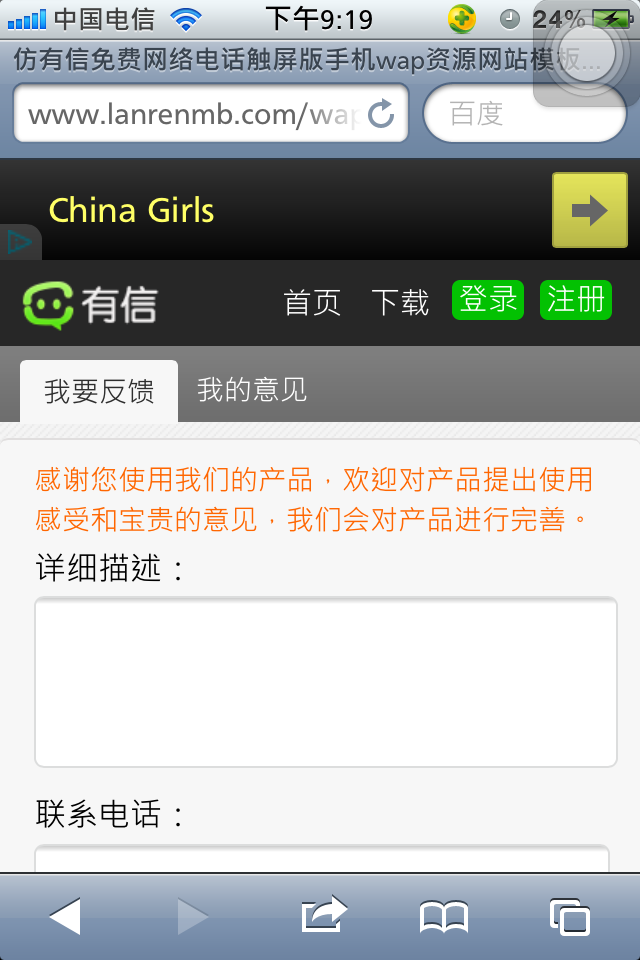 中国电信 下午9:19 24%
仿有信免费网络电话触屏版手机wap资源网站模板...
www.lanrenmb.com/wap 百度
China Girls
有信 首页 下载 登录 注册
我要反馈 我的意见
感谢您使用我们的产品，欢迎对产品提出使用
感受和宝贵的意见，我们会对产品进行完善。
详细描述：
联系电话：